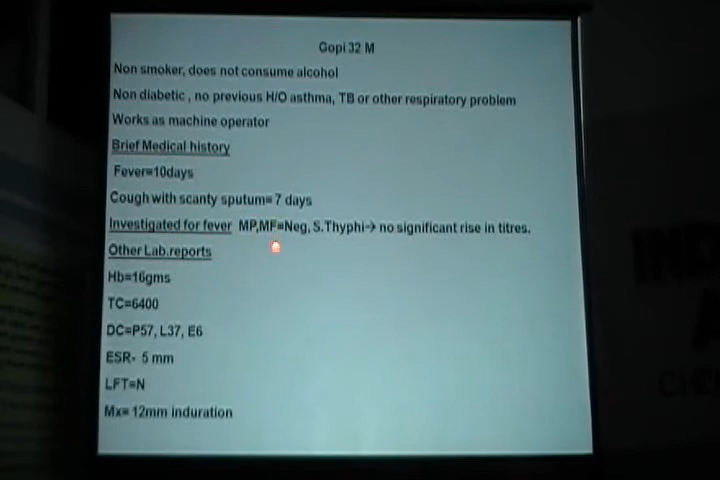 Gopi 32 M
Non smoker, does not consume alcohol
Non diabetic , no previous H/O asthma, TB or other respiratory problem
Works as machine operator
Brief Medical history
Fever=10days
Cough with scanty sputum= 7 days
Investigated for fever MP,MF=Neg, S.Thyphi→ no significant rise in titres.
Other Lab.reports
Hb=16gms
TC=6400
DC=P57, L37, E6
ESR- 5 mm
LFT=N
Mx= 12mm induration